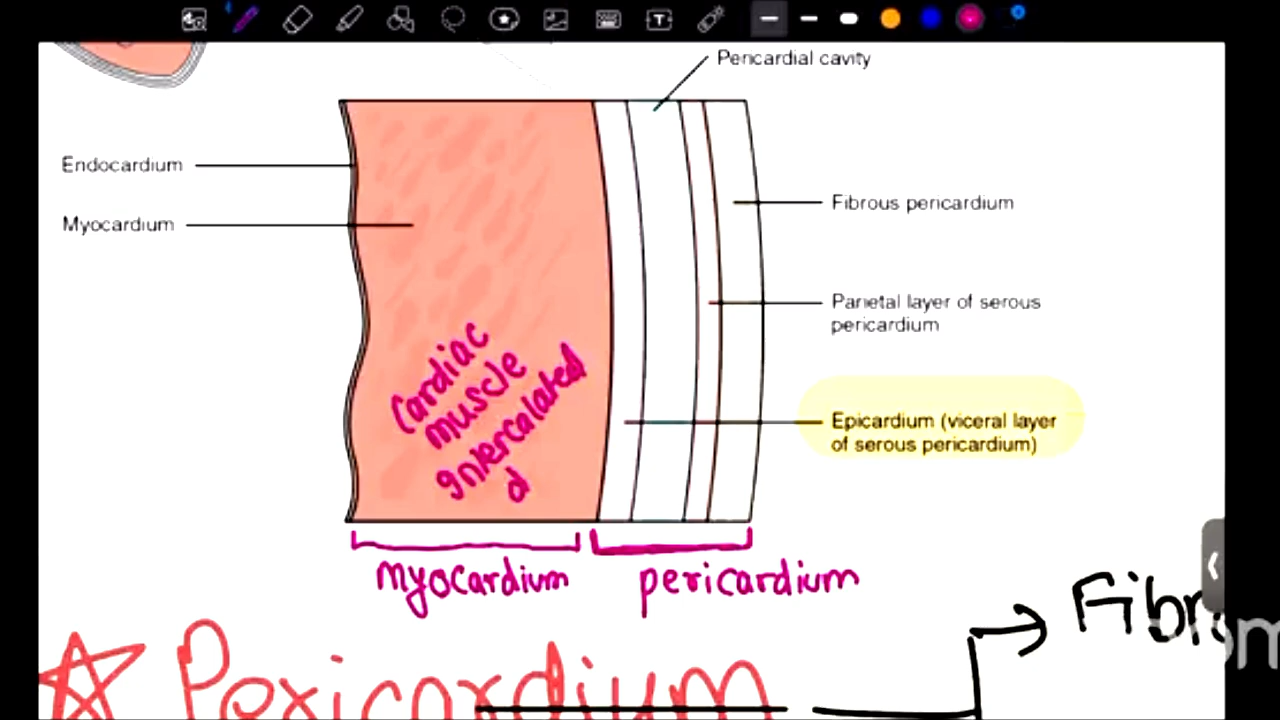 Pericardial cavity
Endocardium
Myocardium
Fibrous pericardium
Parietal layer of serous
pericardium
Epicardium (viceral layer
of serous pericardium)
Cardiac
muscle
Intercalated
d
myocardium
pericardium
Pericardium